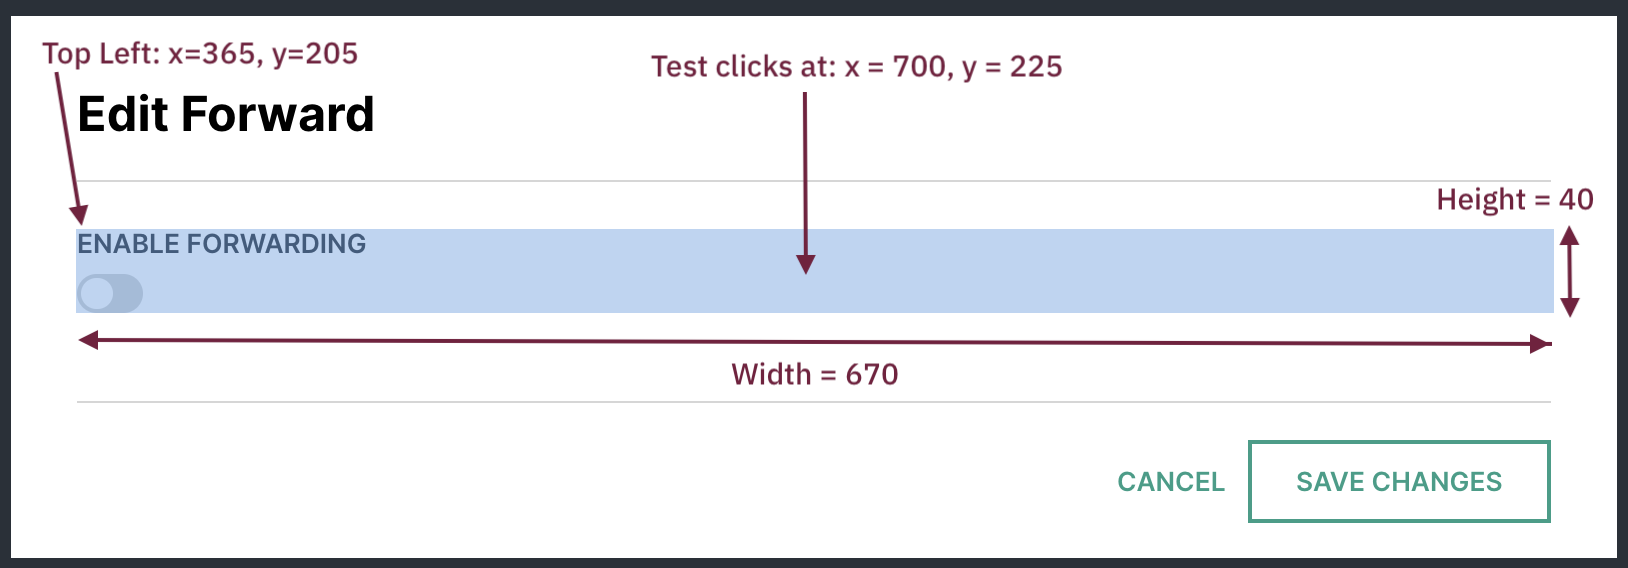 Top Left: x=365, y=205
Test clicks at: x = 700, y = 225
Edit Forward
Height = 40
ENABLE FORWARDING
Width = 670
CANCEL
SAVE CHANGES